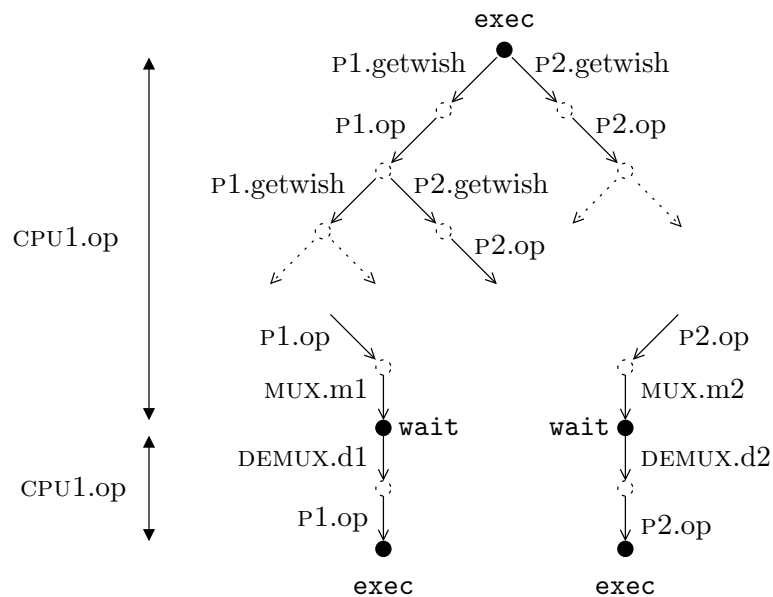 exec
P1.getwish P2.getwish
P1.op P2.op
P1.getwish P2.getwish
CPU1.op P2.op
P1.op P2.op
MUX.m1 MUX.m2
wait wait
DEMUX.d1 DEMUX.d2
CPU1.op
P1.op P2.op
exec exec